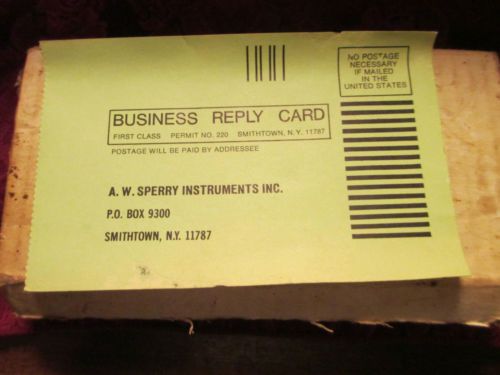 NO POSTAGE
NECESSARY
IF MAILED
IN THE
UNITED STATES
BUSINESS REPLY CARD
FIRST CLASS PERMIT NO. 220 SMITHTOWN, N.Y. 11787
POSTAGE WILL BE PAID BY ADDRESSEE
A. W. SPERRY INSTRUMENTS INC.
P.O. BOX 9300
SMITHTOWN, N.Y. 11787